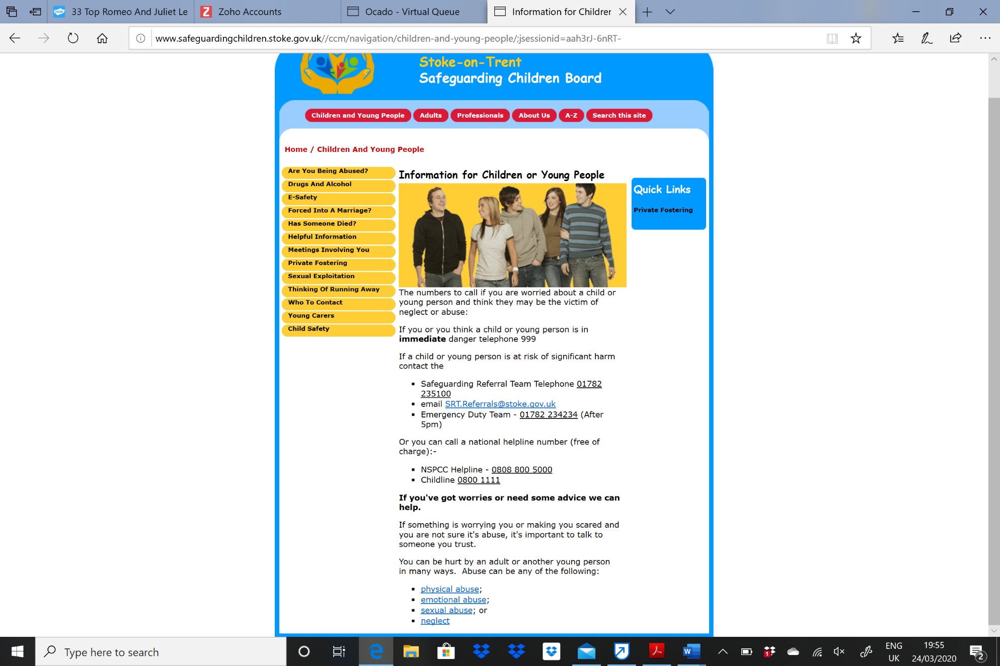 33 Top Romeo And Juliet Le
Zoho Accounts
Ocado - Virtual Queue
Information for Childrer
www.safeguardingchildren.stoke.gov.uk//ccm/navigation/children-and-young-people/;jsessionid=aah3rJ-6nRT-
Stoke-on-Trent
Safeguarding Children Board
Children and Young People Adults Professionals About Us A-Z Search this site
Home / Children And Young People
Are You Being Abused?
Drugs And Alcohol
E-Safety
Forced Into A Marriage?
Has Someone Died?
Helpful Information
Meetings Involving You
Private Fostering
Sexual Exploitation
Thinking Of Running Away
Who To Contact
Young Carers
Child Safety
Information for Children or Young People
The numbers to call if you are worried about a child or
young person and think they may be the victim of
neglect or abuse:
If you or you think a child or young person is in
immediate danger telephone 999
If a child or young person is at risk of significant harm
contact the
▪ Safeguarding Referral Team Telephone 01782
235100
▪ email SRT.Referrals@stoke.gov.uk
▪ Emergency Duty Team - 01782 234234 (After
5pm)
Or you can call a national helpline number (free of
charge):-
▪ NSPCC Helpline - 0808 800 5000
▪ Childline 0800 1111
If you've got worries or need some advice we can
help.
If something is worrying you or making you scared and
you are not sure it's abuse, it's important to talk to
someone you trust.
You can be hurt by an adult or another young person
in many ways. Abuse can be any of the following:
▪ physical abuse;
▪ emotional abuse;
▪ sexual abuse; or
▪ neglect
Quick Links
Private Fostering
Type here to search
ENG
UK
19:55
24/03/2020
1
2